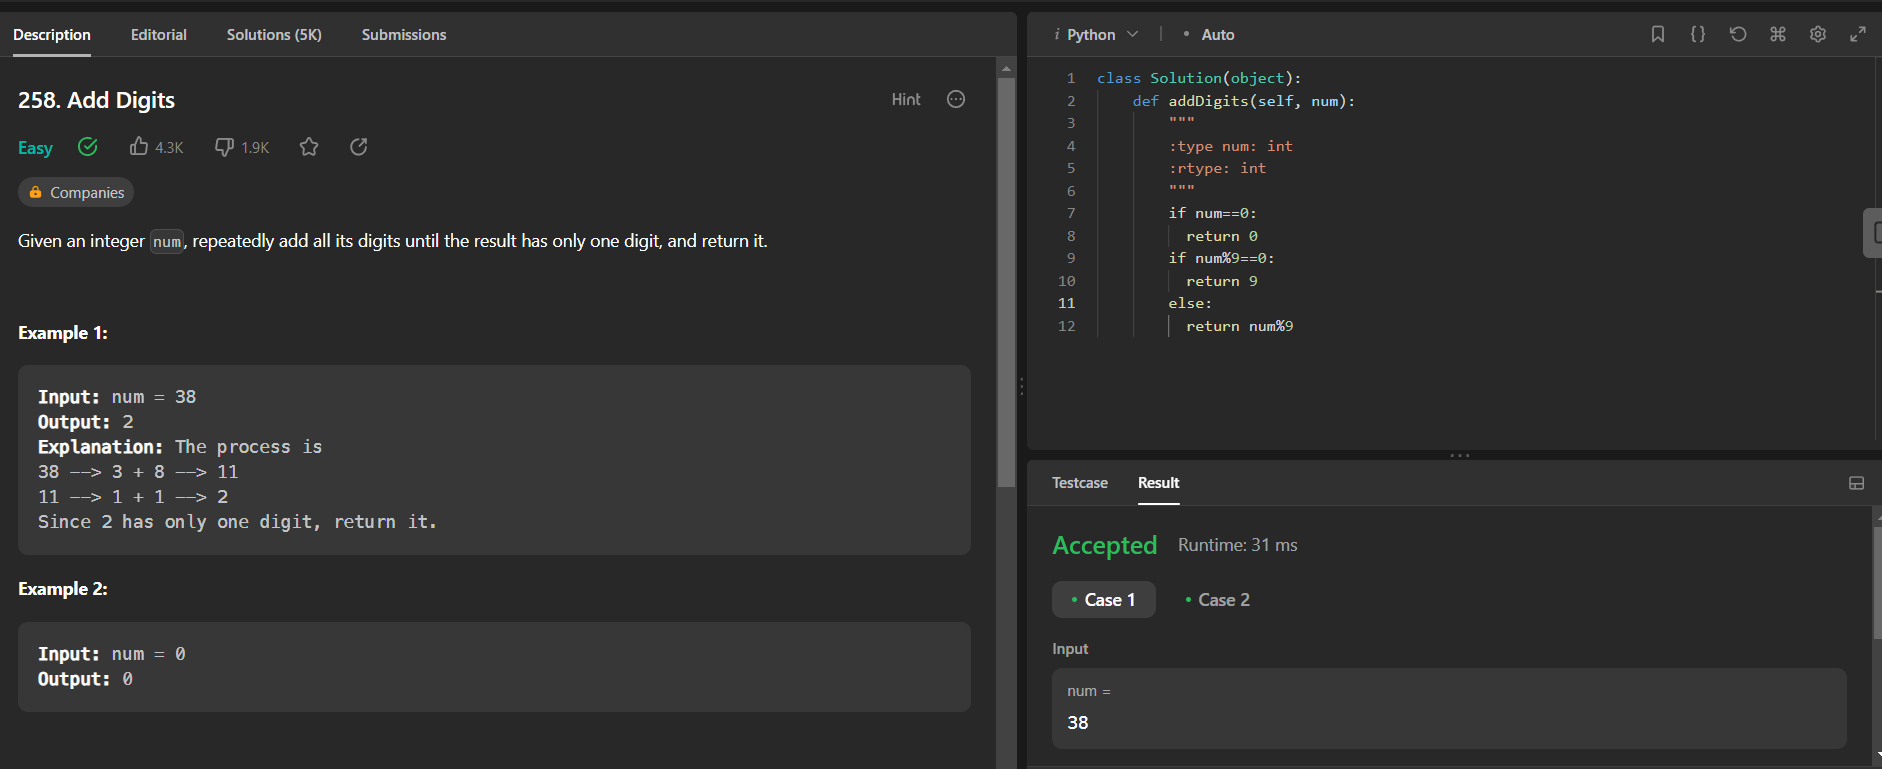 Description Editorial Solutions (5K) Submissions
258. Add Digits
Hint
Easy 4.3K 1.9K
Companies
Given an integer num, repeatedly add all its digits until the result has only one digit, and return it.
Example 1:
Input: num = 38
Output: 2
Explanation: The process is
38 --> 3 + 8 --> 11
11 --> 1 + 1 --> 2
Since 2 has only one digit, return it.
Example 2:
Input: num = 0
Output: 0
i Python • Auto
1 class Solution(object):
2 def addDigits(self, num):
3 """
4 :type num: int
5 :rtype: int
6 """
7 if num==0:
8 return 0
9 if num%9==0:
10 return 9
11 else:
12 return num%9
Testcase Result
Accepted Runtime: 31 ms
• Case 1 • Case 2
Input
num =
38